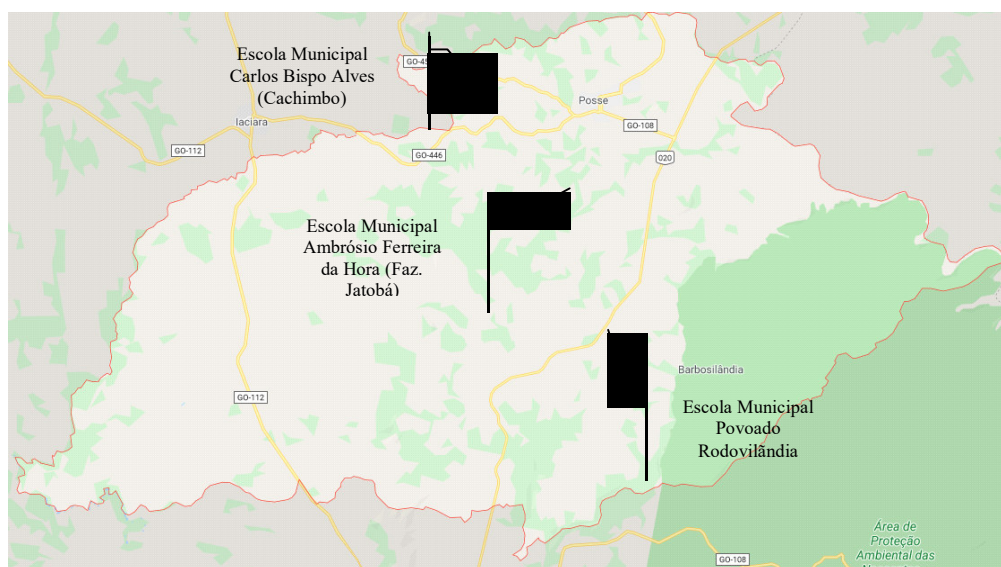 Escola Municipal
Carlos Bispo Alves
(Cachimbo)
Posse
Iaciara
GO-108
GO-112
GO-446
020
Escola Municipal
Ambrósio Ferreira
da Hora (Faz.
Jatobá)
Barbosilândia
GO-112
Escola Municipal
Povoado
Rodovilândia
Área de
Proteção
Ambiental das
GO-108